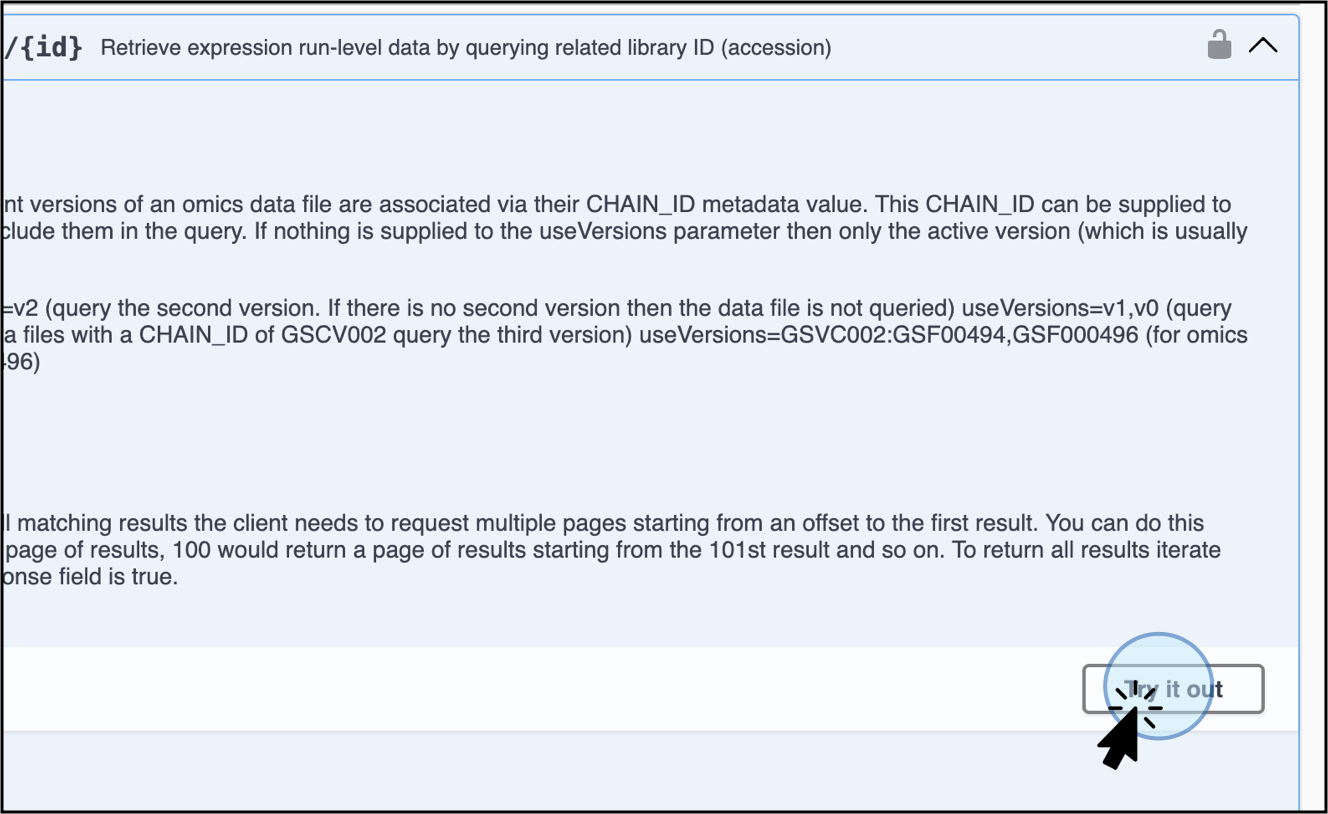 /{id} Retrieve expression run-level data by querying related library ID (accession)
nt versions of an omics data file are associated via their CHAIN_ID metadata value. This CHAIN_ID can be supplied to
clude them in the query. If nothing is supplied to the useVersions parameter then only the active version (which is usually
=v2 (query the second version. If there is no second version then the data file is not queried) useVersions=v1,v0 (query
a files with a CHAIN_ID of GSCV002 query the third version) useVersions=GSVC002:GSF00494,GSF000496 (for omics
96)
l matching results the client needs to request multiple pages starting from an offset to the first result. You can do this
page of results, 100 would return a page of results starting from the 101st result and so on. To return all results iterate
onse field is true.
Try it out